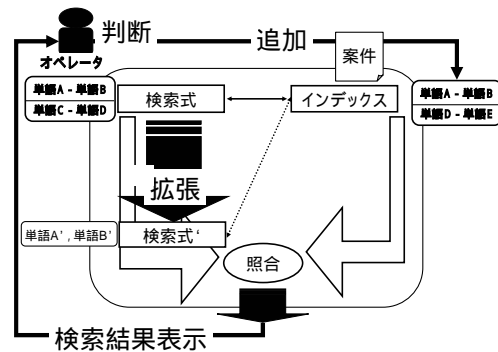 判断
追加
案件
オペレータ
単語A - 単語B
単語C - 単語D
検索式
インデックス
単語A - 単語B
単語D - 単語E
拡張
単語A’ , 単語B’
検索式‘
照合
検索結果表示